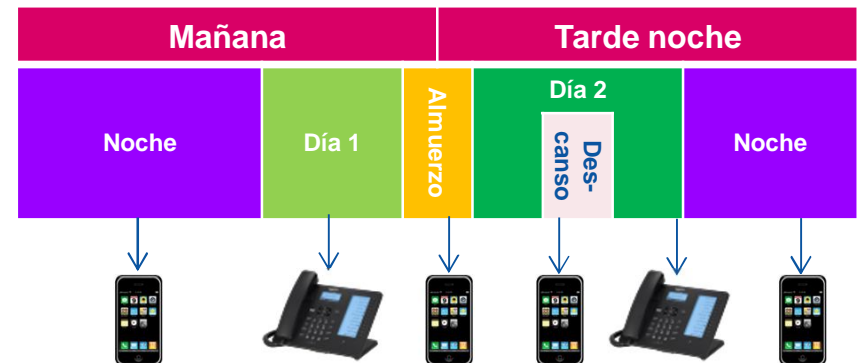 Mañana
Tarde noche
Noche
Día 1
Almuerzo
Día 2
Des-
canso
Noche